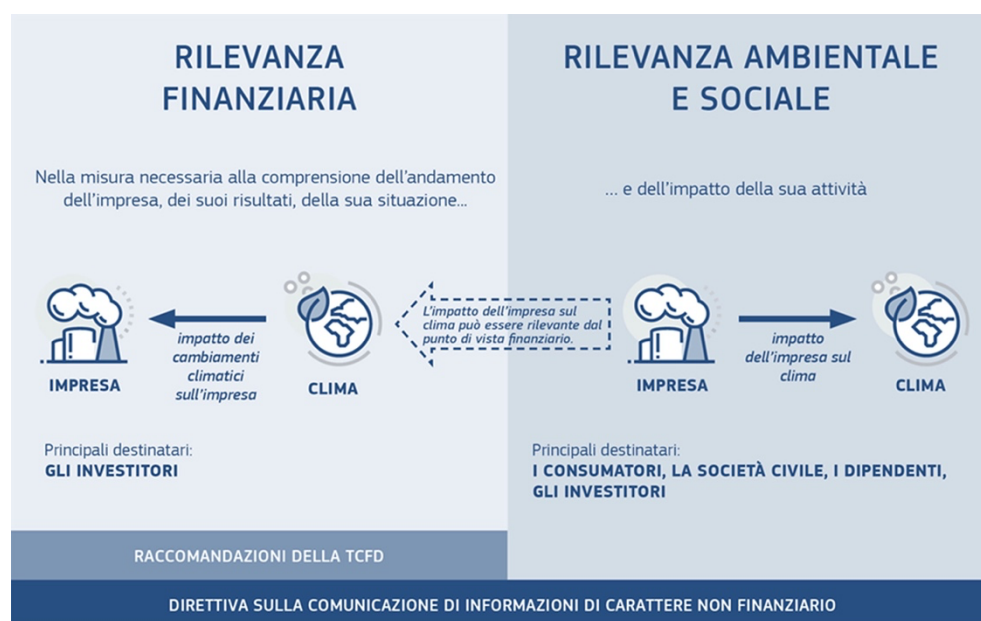 RILEVANZA
FINANZIARIA
Nella misura necessaria alla comprensione dell'andamento
dell'impresa, dei suoi risultati, della sua situazione...
impatto dei
cambiamenti
climatici
sull'impresa
IMPRESA
CLIMA
L'impatto dell'impresa sul
clima può essere rilevante dal
punto di vista finanziario.
Principali destinatari:
GLI INVESTITORI
RILEVANZA AMBIENTALE
E SOCIALE
... e dell'impatto della sua attività
impatto
dell'impresa sul
clima
IMPRESA
CLIMA
Principali destinatari:
I CONSUMATORI, LA SOCIETÀ CIVILE, I DIPENDENTI,
GLI INVESTITORI
RACCOMANDAZIONI DELLA TCFD
DIRETTIVA SULLA COMUNICAZIONE DI INFORMAZIONI DI CARATTERE NON FINANZIARIO